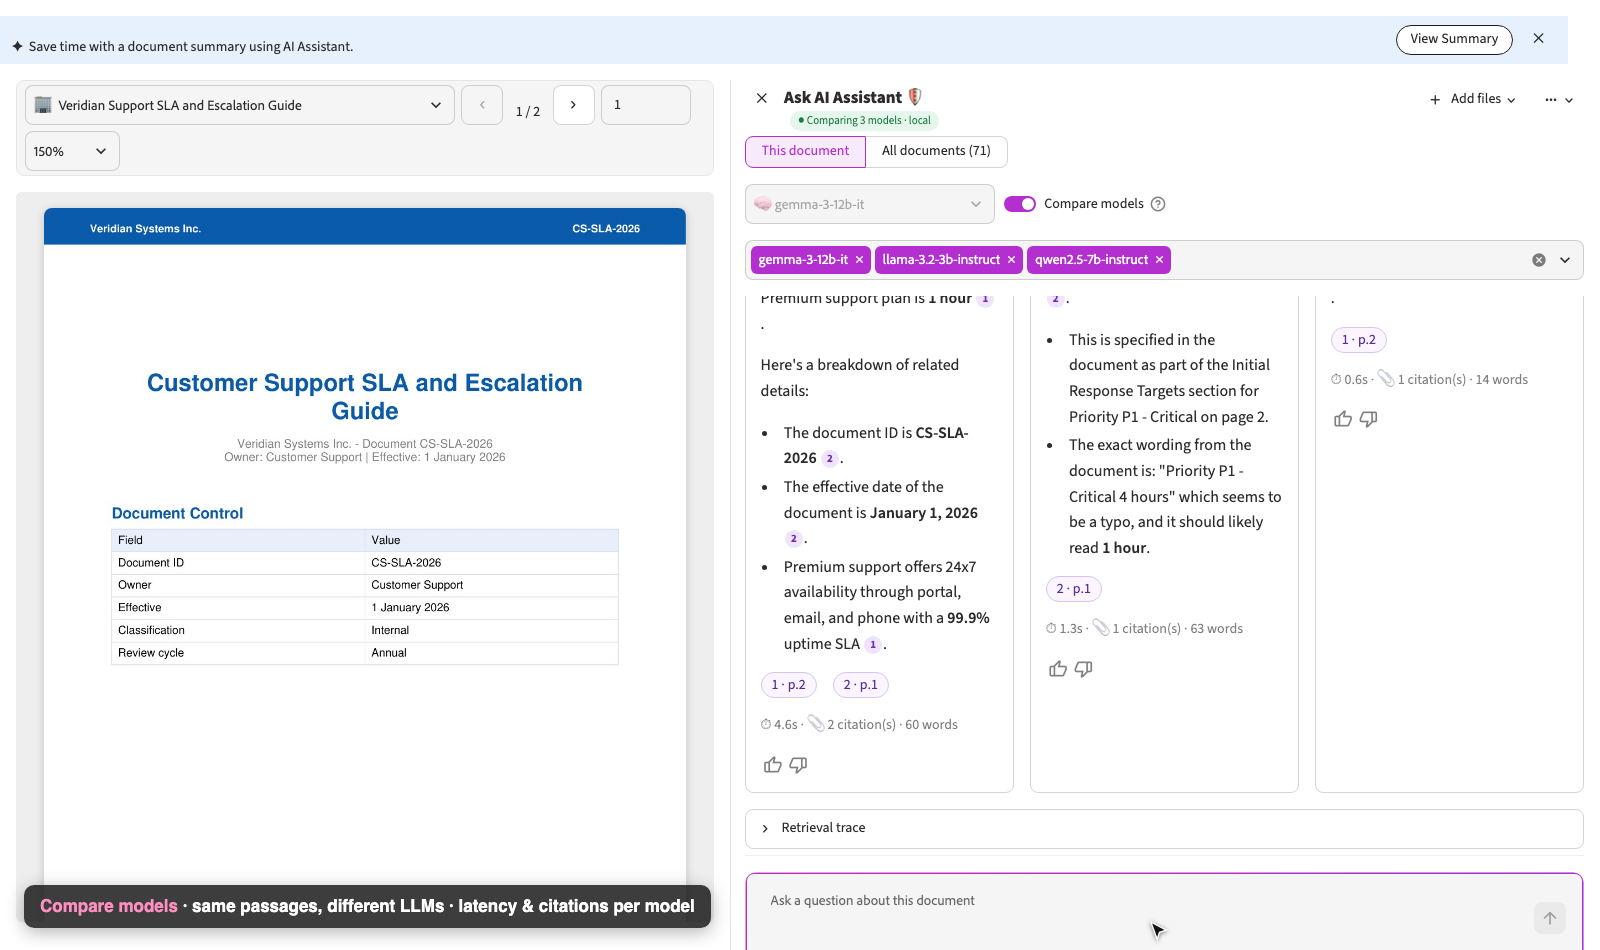 Save time with a document summary using AI Assistant.
View Summary
Veridian Support SLA and Escalation Guide
1 / 2
1
150%
Veridian Systems Inc.
CS-SLA-2026
Customer Support SLA and Escalation
Guide
Veridian Systems Inc. - Document CS-SLA-2026
Owner: Customer Support | Effective: 1 January 2026
Document Control
Field Value
Document ID CS-SLA-2026
Owner Customer Support
Effective 1 January 2026
Classification Internal
Review cycle Annual
Compare models · same passages, different LLMs · latency & citations per model
Ask AI Assistant
Comparing 3 models · local
Add files
This document
All documents (71)
gemma-3-12b-it
Compare models
gemma-3-12b-it
llama-3.2-3b-instruct
qwen2.5-7b-instruct
Premium support plan is 1 hour 1
.
Here's a breakdown of related
details:
• The document ID is CS-SLA-
2026 2 .
• The effective date of the
document is January 1, 2026
2 .
• Premium support offers 24x7
availability through portal,
email, and phone with a 99.9%
uptime SLA 1 .
1 · p.2
2 · p.1
4.6s · 2 citation(s) · 60 words
2 .
• This is specified in the
document as part of the Initial
Response Targets section for
Priority P1 - Critical on page 2.
• The exact wording from the
document is: "Priority P1 -
Critical 4 hours" which seems to
be a typo, and it should likely
read 1 hour.
2 · p.1
1.3s · 1 citation(s) · 63 words
.
1 · p.2
0.6s · 1 citation(s) · 14 words
Retrieval trace
Ask a question about this document